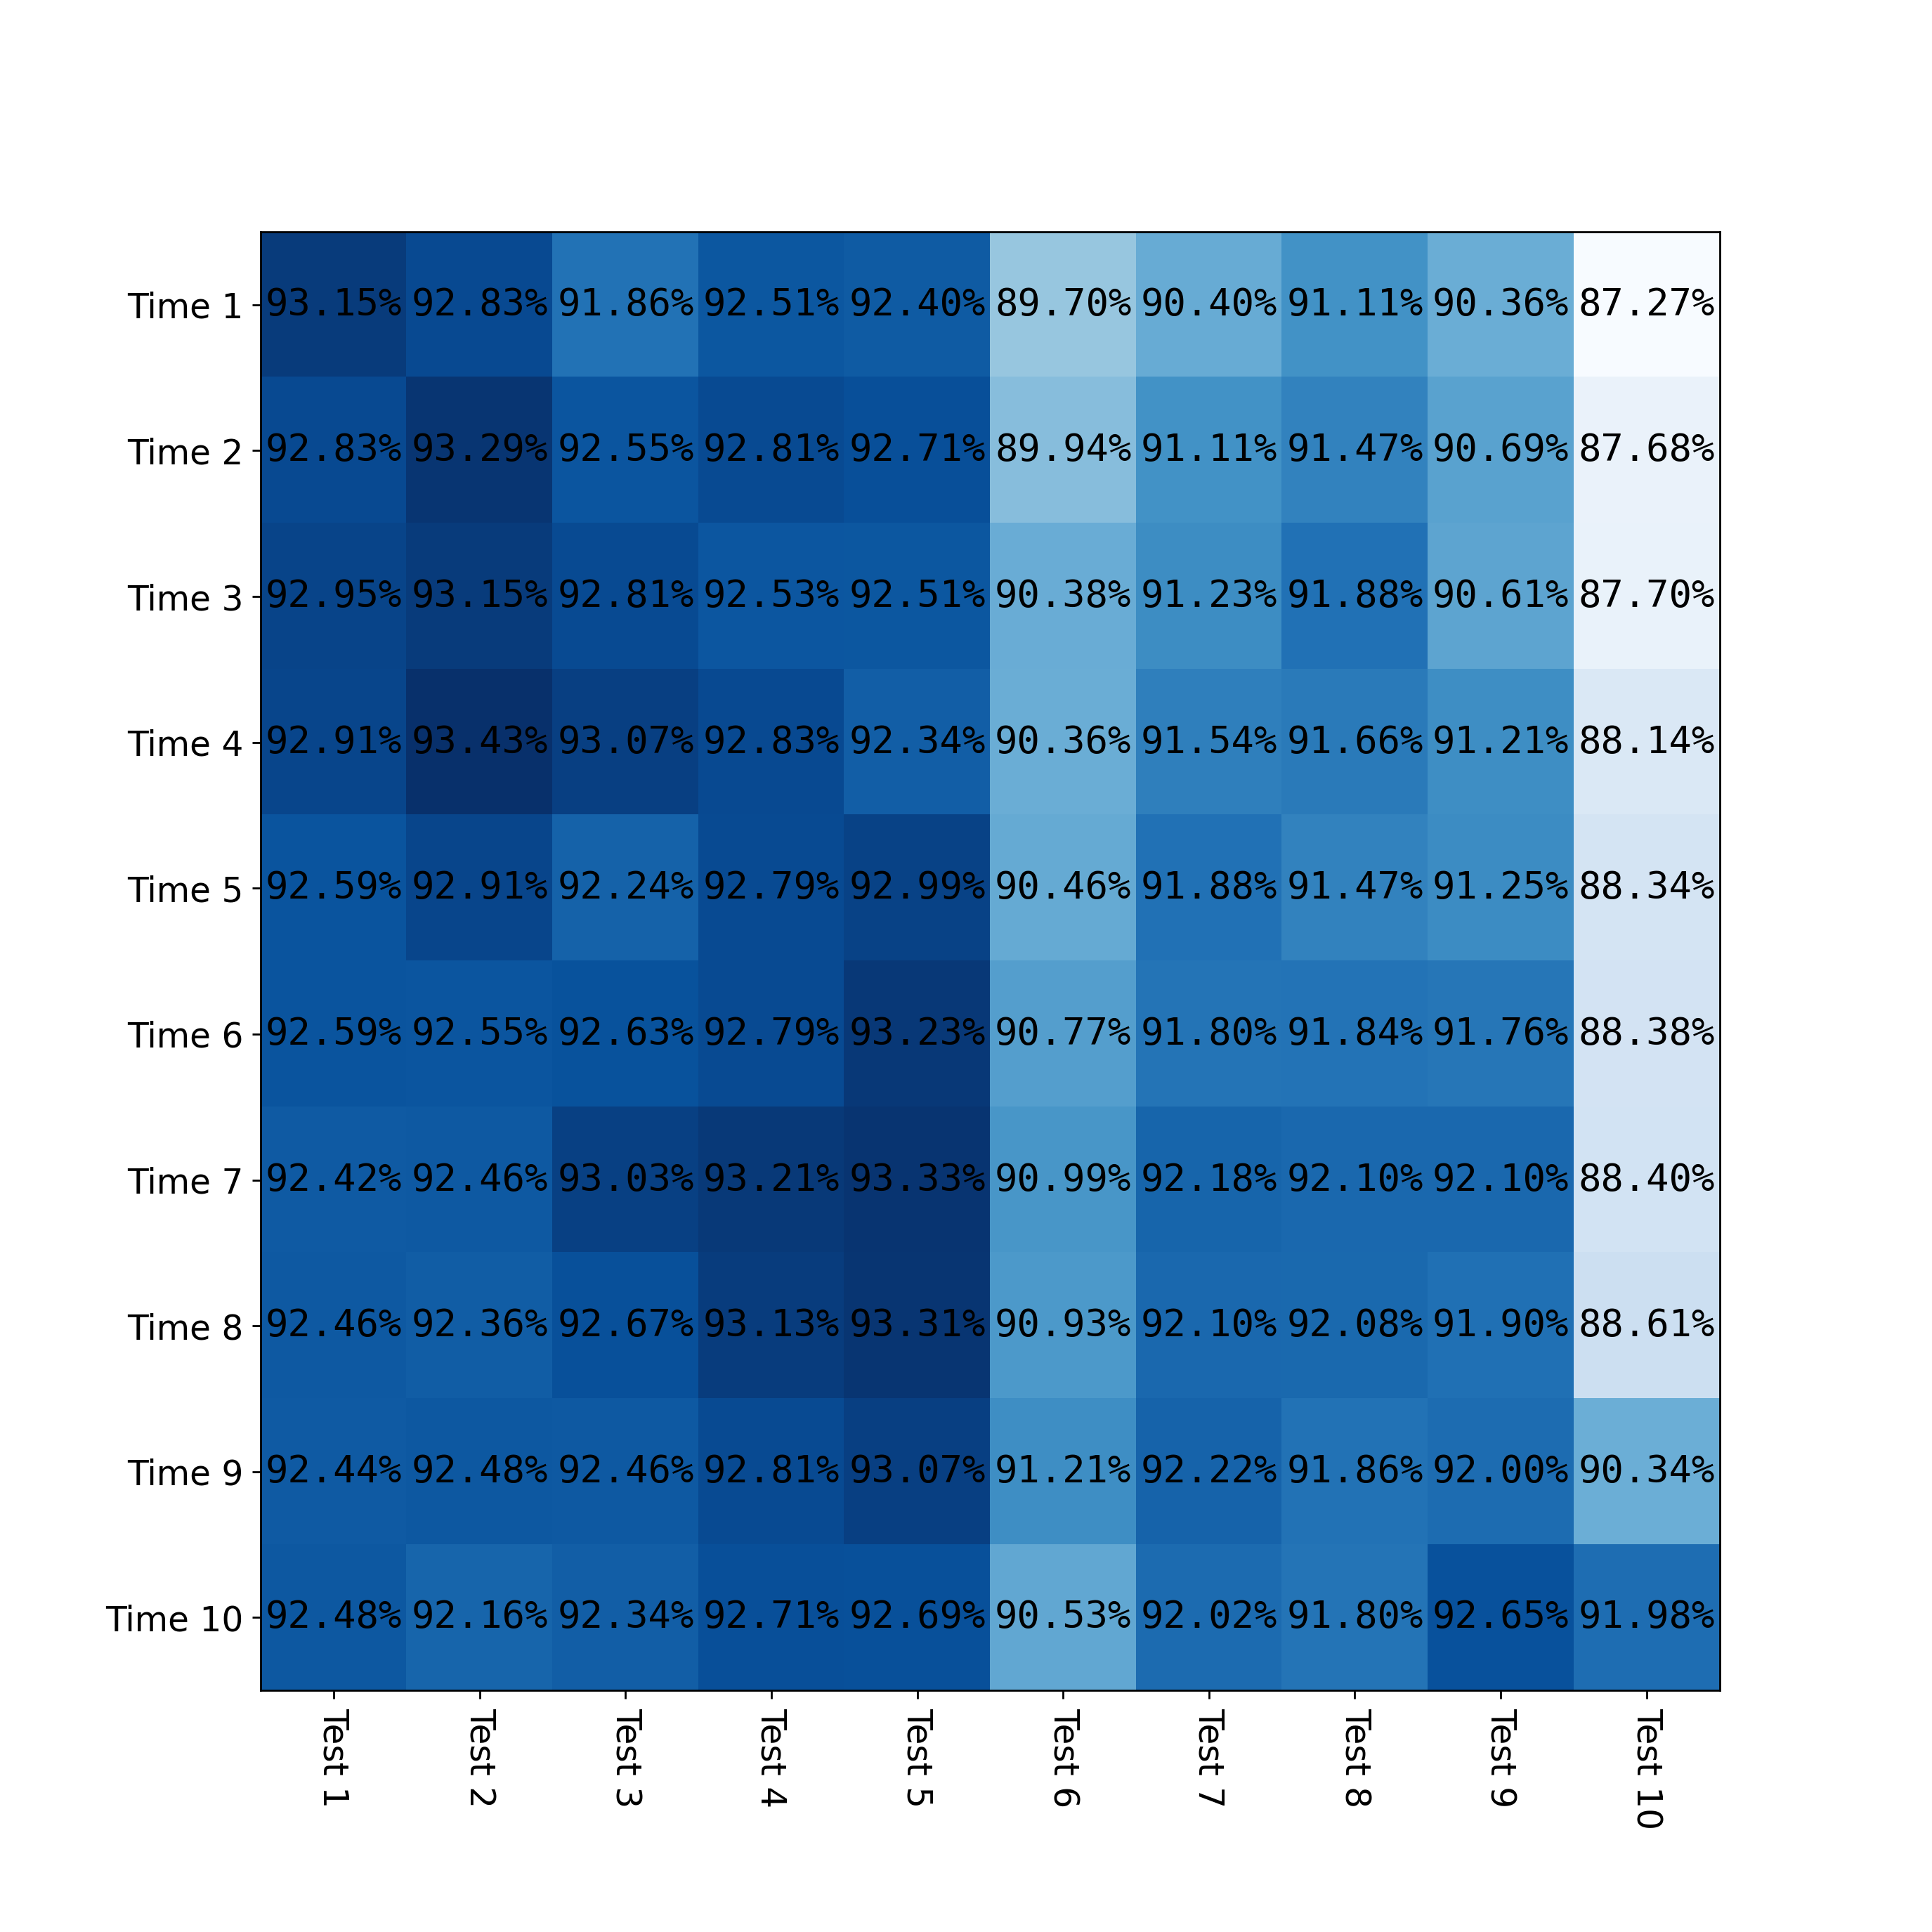 Time 1 93.15% 92.83% 91.86% 92.51% 92.40% 89.70% 90.40% 91.11% 90.36% 87.27%
Time 2 92.83% 93.29% 92.55% 92.81% 92.71% 89.94% 91.11% 91.47% 90.69% 87.68%
Time 3 92.95% 93.15% 92.81% 92.53% 92.51% 90.38% 91.23% 91.88% 90.61% 87.70%
Time 4 92.91% 93.43% 93.07% 92.83% 92.34% 90.36% 91.54% 91.66% 91.21% 88.14%
Time 5 92.59% 92.91% 92.24% 92.79% 92.99% 90.46% 91.88% 91.47% 91.25% 88.34%
Time 6 92.59% 92.55% 92.63% 92.79% 93.23% 90.77% 91.80% 91.84% 91.76% 88.38%
Time 7 92.42% 92.46% 93.03% 93.21% 93.33% 90.99% 92.18% 92.10% 92.10% 88.40%
Time 8 92.46% 92.36% 92.67% 93.13% 93.31% 90.93% 92.10% 92.08% 91.90% 88.61%
Time 9 92.44% 92.48% 92.46% 92.81% 93.07% 91.21% 92.22% 91.86% 92.00% 90.34%
Time 10 92.48% 92.16% 92.34% 92.71% 92.69% 90.53% 92.02% 91.80% 92.65% 91.98%
Test 1 Test 2 Test 3 Test 4 Test 5 Test 6 Test 7 Test 8 Test 9 Test 10